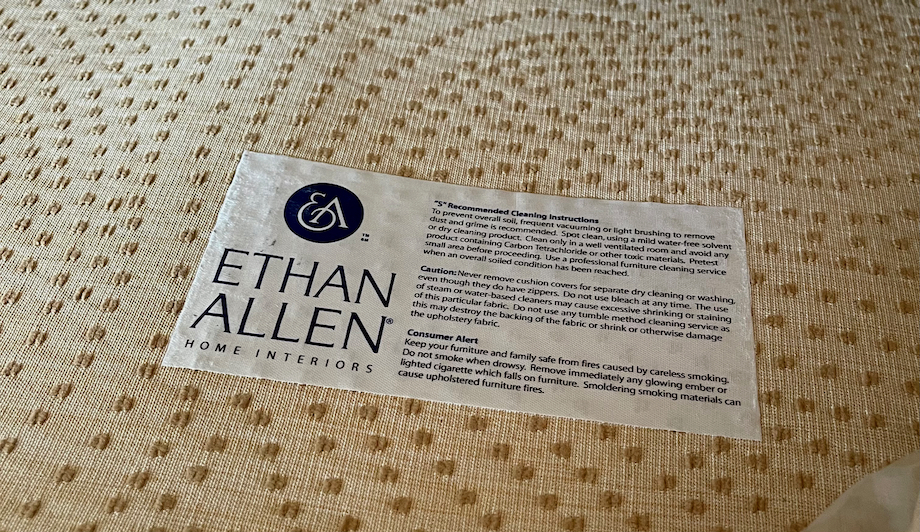 EA
TM
SM
ETHAN
ALLEN®
HOME INTERIORS
"S" Recommended Cleaning Instructions
To prevent overall soil, frequent vacuuming or light brushing to remove
dust and grime is recommended. Spot clean, using a mild water-free solvent
or dry cleaning product. Clean only in a well ventilated room and avoid any
product containing Carbon Tetrachloride or other toxic materials. Pretest
small area before proceeding. Use a professional furniture cleaning service
when an overall soiled condition has been reached.
Caution: Never remove cushion covers for separate dry cleaning or washing,
even though they do have zippers. Do not use bleach at any time. The use
of steam or water-based cleaners may cause excessive shrinking or staining
of this particular fabric. Do not use any tumble method cleaning service as
this may destroy the backing of the fabric or shrink or otherwise damage
the upholstery fabric.
Consumer Alert
Keep your furniture and family safe from fires caused by careless smoking.
Do not smoke when drowsy. Remove immediately any glowing ember or
lighted cigarette which falls on furniture. Smoldering smoking materials can
cause upholstered furniture fires.